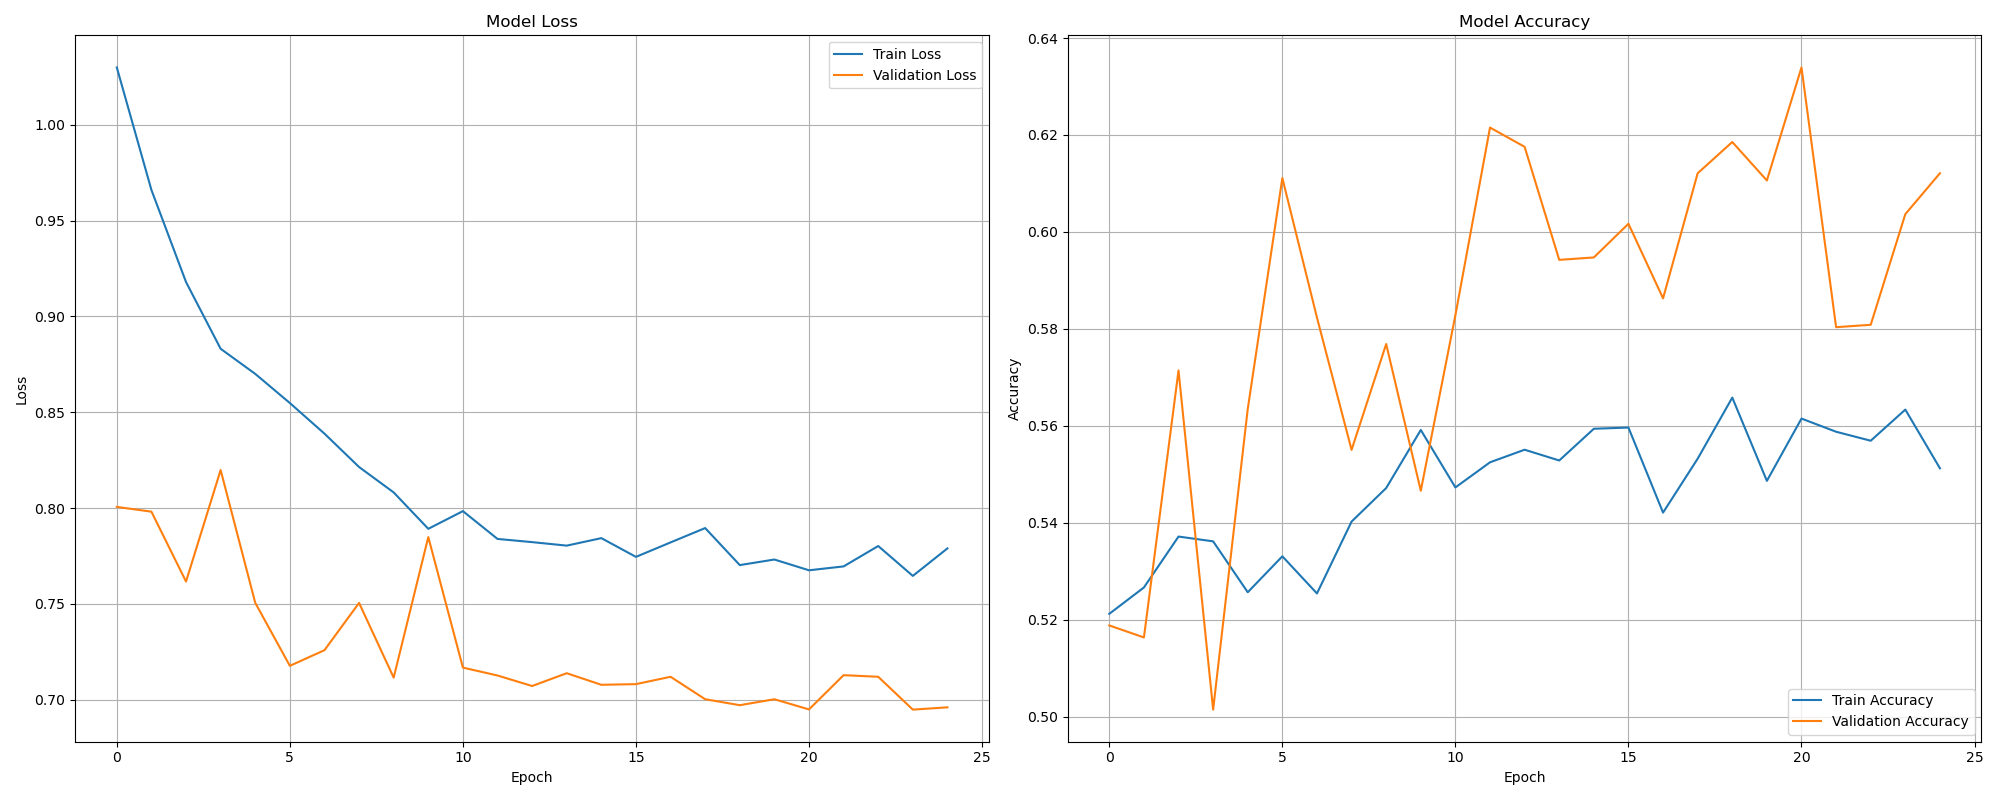 Model Loss
Train Loss
Validation Loss
1.00
0.95
0.90
0.85
0.80
0.75
0.70
Loss
0 5 10 15 20 25
Epoch
Model Accuracy
0.64
0.62
0.60
0.58
0.56
0.54
0.52
0.50
Accuracy
Train Accuracy
Validation Accuracy
0 5 10 15 20 25
Epoch